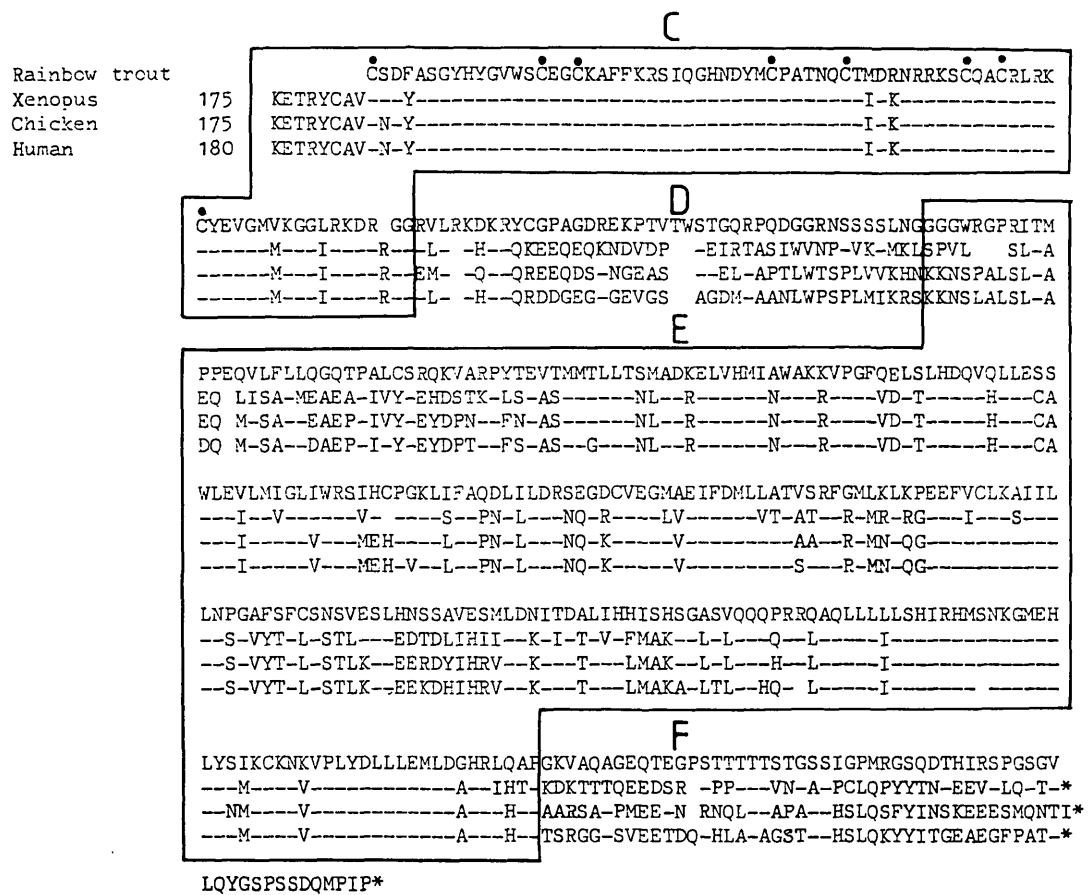 C
Rainbow trout CSDFASGYHYGVWSCEGCKAFFKRSIQGHNDYMCPATNQCTMDRNRRKSCQACRLRK
Xenopus 175 KETRYCAV---Y--------------------------------------I-K-------------
Chicken 175 KETRYCAV-N-Y--------------------------------------I-K-------------
Human 180 KETRYCAV-N-Y--------------------------------------I-K-------------
D
CYEVGMVKGGLRKDR GGRVLRKDKRYCGPAGDREKPTVTWSTGQRPQDGGRNSSSSLNGGGGWRGPRITM
------M---I----R --L---H--QKEEQEQKNDVDP --EIRTASIWVNP-VK-MKLSPVL SL-A
------M---I----R-EM- -Q--QREEQDS-NGEAS --EL-APTLWTSPLVVKHNKKNSPALSL-A
------M---I----R --L---H--QRDDGEG-GEVGS AGDM-AANLWPSPLMIKRSKKNSLALSL-A
E
PPEQVLFLLQGQTPALCSRQKVARPYTEVTMMTLLTSMADKELVHMIAWAKKVPGFQELSLHDQVQLLESS
EQ LISA-MEAEA-IVY-EHDSTK-LS-AS------NL--R------N---R----VD-T-----H---CA
EQ M-SA--EAEP-IVY-EYDPN--FN-AS------NL--R------N---R----VD-T-----H---CA
DQ M-SA--DAEP-I-Y-EYDPT--FS-AS---G--NL--R------N---R----VD-T-----H---CA
WLEVLMIGLIWRSIHCPGKLIFAQDLILDRSEGDCVEGMAEIFDMLLATVSRFGMLKLKPEEFVCLKAIIL
---I--V------V- ----S--PN-L---NQ-R----LV------VT-AT--R-MR-RG---I---S----
---I-----V---MEH----L--PN-L---NQ-K-----V---------AA--R-MN-QG-----------
---I-----V---MEH-V--L--PN-L---NQ-K-----V---------S---R-MN-QG-----------
LNPGAFSFCSNSVESLHNSSAVESMLDNITDALIHHISHSGASVQQQPRRQAQLLLLLSHIRHMSNKGMEH
--S-VYT-L-STL---EDTDLIHII--K-I-T-V-FMAK--L-L---Q--L-----I--------------
--S-VYT-L-STLK--EERDYIHRV--K---T---LMAK--L-L---H--L-----I--------------
--S-VYT-L-STLK--EEKDHIHRV--K---T---LMAKA-LTL--HQ- L-----I------- ------
F
LYSIKCKNKVPLYDLLLEMLDGHRLQAFGKVAQAGEQTEGPSTTTTTSTGSSIGPMRGSQDTHIRSPGSGV
---M----V------------A--IHT-KDKTTTQEEDSR -PP---VN-A-PCLQPYYTN-EEV-LQ-T-*
--NM----V------------A---H--AARSA-PMEE-N RNQL--APA--HSLQSFYINSKEEESMQNTI*
---M----V------------A---H--TSRGG-SVEETDQ-HLA-AGST--HSLQKYYITGEAEGFPAT-*
LQYGSPSSDQMPIP*